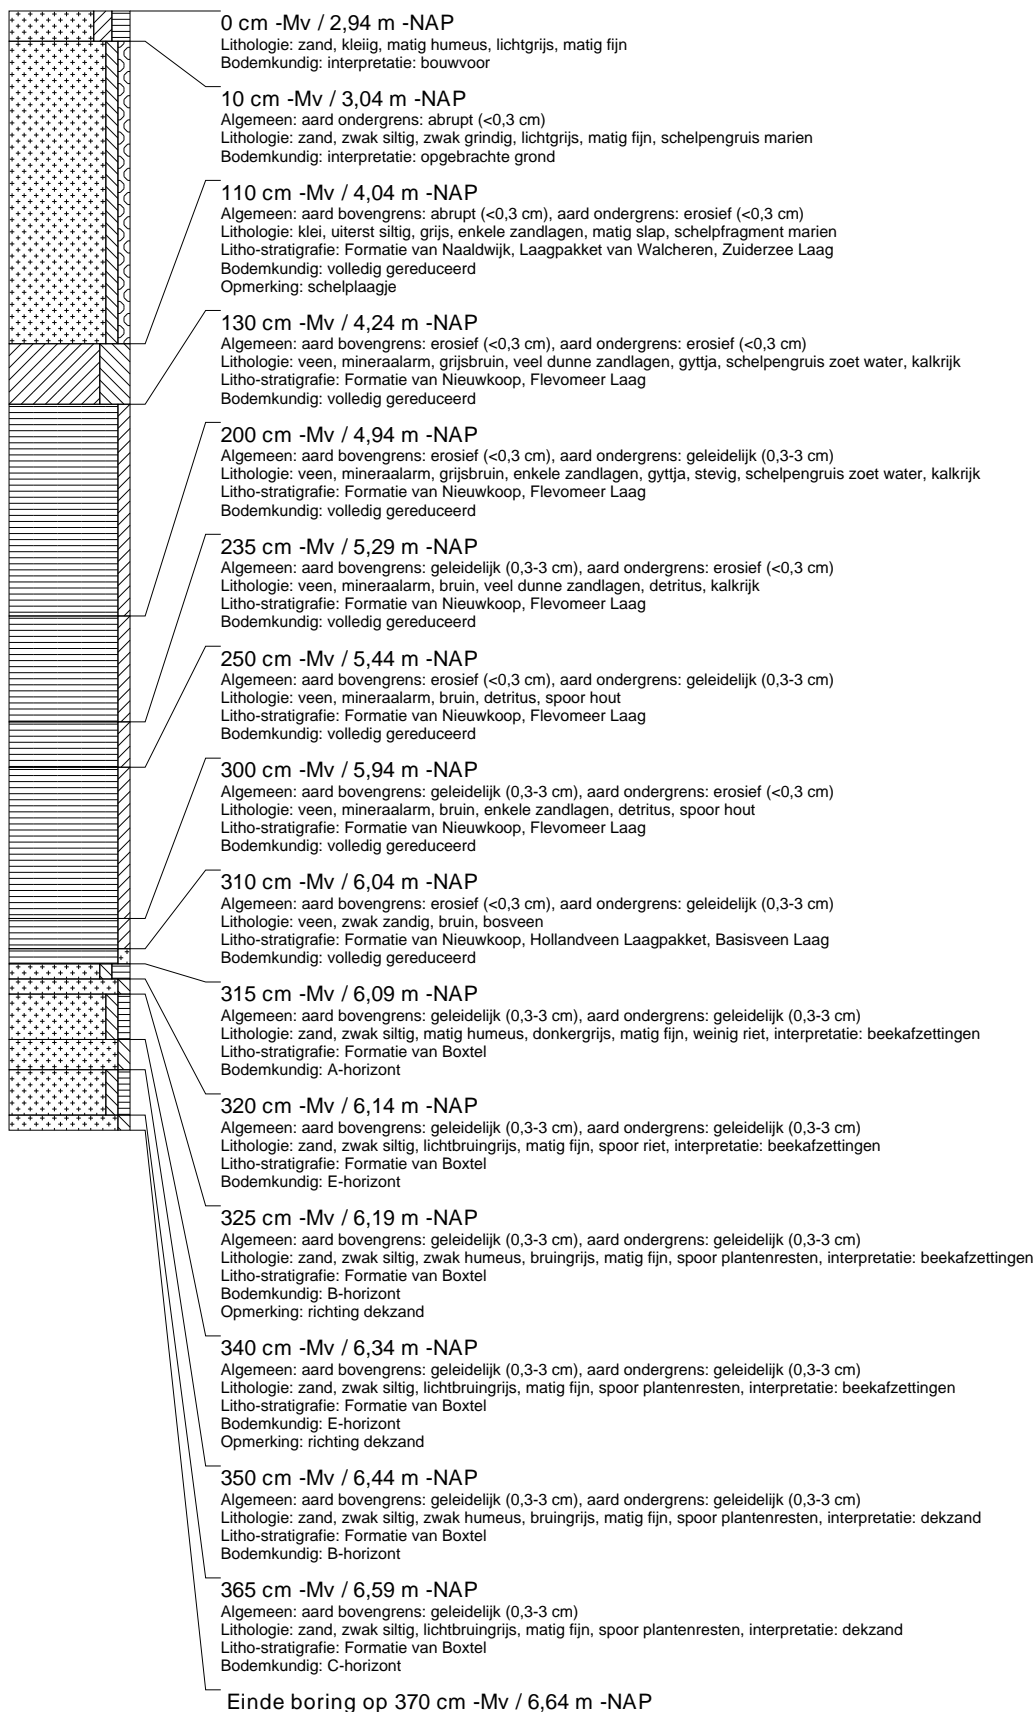 0 cm -Mv / 2,94 m -NAP
Lithologie: zand, kleiig, matig humeus, lichtgrijs, matig fijn
Bodemkundig: interpretatie: bouwvoor
10 cm -Mv / 3,04 m -NAP
Algemeen: aard ondergrens: abrupt (<0,3 cm)
Lithologie: zand, zwak siltig, zwak grindig, lichtgrijs, matig fijn, schelpengruis marien
Bodemkundig: interpretatie: opgebrachte grond
110 cm -Mv / 4,04 m -NAP
Algemeen: aard bovengrens: abrupt (<0,3 cm), aard ondergrens: erosief (<0,3 cm)
Lithologie: klei, uiterst siltig, grijs, enkele zandlagen, matig slap, schelpfragment marien
Litho-stratigrafie: Formatie van Naaldwijk, Laagpakket van Walcheren, Zuiderzee Laag
Bodemkundig: volledig gereduceerd
Opmerking: schelplaagje
130 cm -Mv / 4,24 m -NAP
Algemeen: aard bovengrens: erosief (<0,3 cm), aard ondergrens: erosief (<0,3 cm)
Lithologie: veen, mineraalarm, grijsbruin, veel dunne zandlagen, gyttja, schelpengruis zoet water, kalkrijk
Litho-stratigrafie: Formatie van Nieuwkoop, Flevomeer Laag
Bodemkundig: volledig gereduceerd
200 cm -Mv / 4,94 m -NAP
Algemeen: aard bovengrens: erosief (<0,3 cm), aard ondergrens: geleidelijk (0,3-3 cm)
Lithologie: veen, mineraalarm, grijsbruin, enkele zandlagen, gyttja, stevig, schelpengruis zoet water, kalkrijk
Litho-stratigrafie: Formatie van Nieuwkoop, Flevomeer Laag
Bodemkundig: volledig gereduceerd
235 cm -Mv / 5,29 m -NAP
Algemeen: aard bovengrens: geleidelijk (0,3-3 cm), aard ondergrens: erosief (<0,3 cm)
Lithologie: veen, mineraalarm, bruin, veel dunne zandlagen, detritus, kalkrijk
Litho-stratigrafie: Formatie van Nieuwkoop, Flevomeer Laag
Bodemkundig: volledig gereduceerd
250 cm -Mv / 5,44 m -NAP
Algemeen: aard bovengrens: erosief (<0,3 cm), aard ondergrens: geleidelijk (0,3-3 cm)
Lithologie: veen, mineraalarm, bruin, detritus, spoor hout
Litho-stratigrafie: Formatie van Nieuwkoop, Flevomeer Laag
Bodemkundig: volledig gereduceerd
300 cm -Mv / 5,94 m -NAP
Algemeen: aard bovengrens: geleidelijk (0,3-3 cm), aard ondergrens: erosief (<0,3 cm)
Lithologie: veen, mineraalarm, bruin, enkele zandlagen, detritus, spoor hout
Litho-stratigrafie: Formatie van Nieuwkoop, Flevomeer Laag
Bodemkundig: volledig gereduceerd
310 cm -Mv / 6,04 m -NAP
Algemeen: aard bovengrens: erosief (<0,3 cm), aard ondergrens: geleidelijk (0,3-3 cm)
Lithologie: veen, zwak zandig, bruin, bosveen
Litho-stratigrafie: Formatie van Nieuwkoop, Hollandveen Laagpakket, Basisveen Laag
Bodemkundig: volledig gereduceerd
315 cm -Mv / 6,09 m -NAP
Algemeen: aard bovengrens: geleidelijk (0,3-3 cm), aard ondergrens: geleidelijk (0,3-3 cm)
Lithologie: zand, zwak siltig, matig humeus, donkergrijs, matig fijn, weinig riet, interpretatie: beekafzettingen
Litho-stratigrafie: Formatie van Boxtel
Bodemkundig: A-horizont
320 cm -Mv / 6,14 m -NAP
Algemeen: aard bovengrens: geleidelijk (0,3-3 cm), aard ondergrens: geleidelijk (0,3-3 cm)
Lithologie: zand, zwak siltig, lichtbruingrijs, matig fijn, spoor riet, interpretatie: beekafzettingen
Litho-stratigrafie: Formatie van Boxtel
Bodemkundig: E-horizont
325 cm -Mv / 6,19 m -NAP
Algemeen: aard bovengrens: geleidelijk (0,3-3 cm), aard ondergrens: geleidelijk (0,3-3 cm)
Lithologie: zand, zwak siltig, zwak humeus, bruingrijs, matig fijn, spoor plantenresten, interpretatie: beekafzettingen
Litho-stratigrafie: Formatie van Boxtel
Bodemkundig: B-horizont
Opmerking: richting dekzand
340 cm -Mv / 6,34 m -NAP
Algemeen: aard bovengrens: geleidelijk (0,3-3 cm), aard ondergrens: geleidelijk (0,3-3 cm)
Lithologie: zand, zwak siltig, lichtbruingrijs, matig fijn, spoor plantenresten, interpretatie: beekafzettingen
Litho-stratigrafie: Formatie van Boxtel
Bodemkundig: E-horizont
Opmerking: richting dekzand
350 cm -Mv / 6,44 m -NAP
Algemeen: aard bovengrens: geleidelijk (0,3-3 cm), aard ondergrens: geleidelijk (0,3-3 cm)
Lithologie: zand, zwak siltig, zwak humeus, bruingrijs, matig fijn, spoor plantenresten, interpretatie: dekzand
Litho-stratigrafie: Formatie van Boxtel
Bodemkundig: B-horizont
365 cm -Mv / 6,59 m -NAP
Algemeen: aard bovengrens: geleidelijk (0,3-3 cm)
Lithologie: zand, zwak siltig, lichtbruingrijs, matig fijn, spoor plantenresten, interpretatie: dekzand
Litho-stratigrafie: Formatie van Boxtel
Bodemkundig: C-horizont
Einde boring op 370 cm -Mv / 6,64 m -NAP